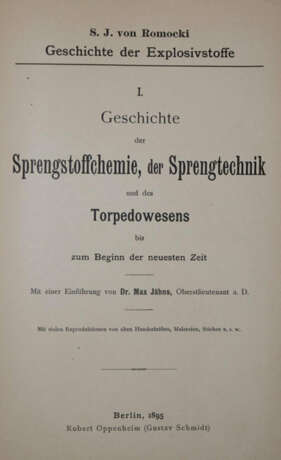 S. J. von Romocki
Geschichte der Explosivstoffe
I.
Geschichte
der
Sprengstoffchemie, der Sprengtechnik
und des
Torpedowesens
bis
zum Beginn der neuesten Zeit
Mit einer Einführung von Dr. Max Jähns, Oberstlieutenant a. D.
Mit vielen Reproduktionen von alten Handschriften, Malereien, Stichen u. s. w.
Berlin, 1895
Robert Oppenheim (Gustav Schmidt)